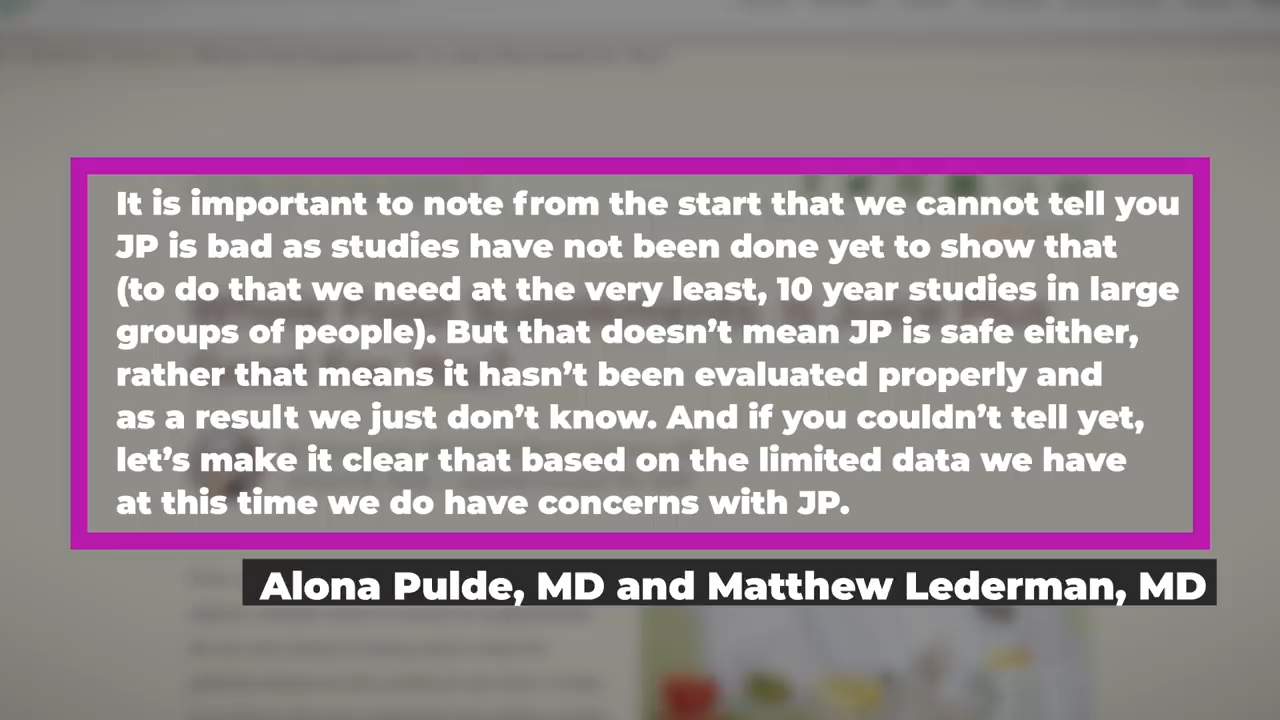 It is important to note from the start that we cannot tell you
JP is bad as studies have not been done yet to show that
(to do that we need at the very least, 10 year studies in large
groups of people). But that doesn’t mean JP is safe either,
rather that means it hasn’t been evaluated properly and
as a result we just don’t know. And if you couldn’t tell yet,
let’s make it clear that based on the limited data we have
at this time we do have concerns with JP.
Alona Pulde, MD and Matthew Lederman, MD